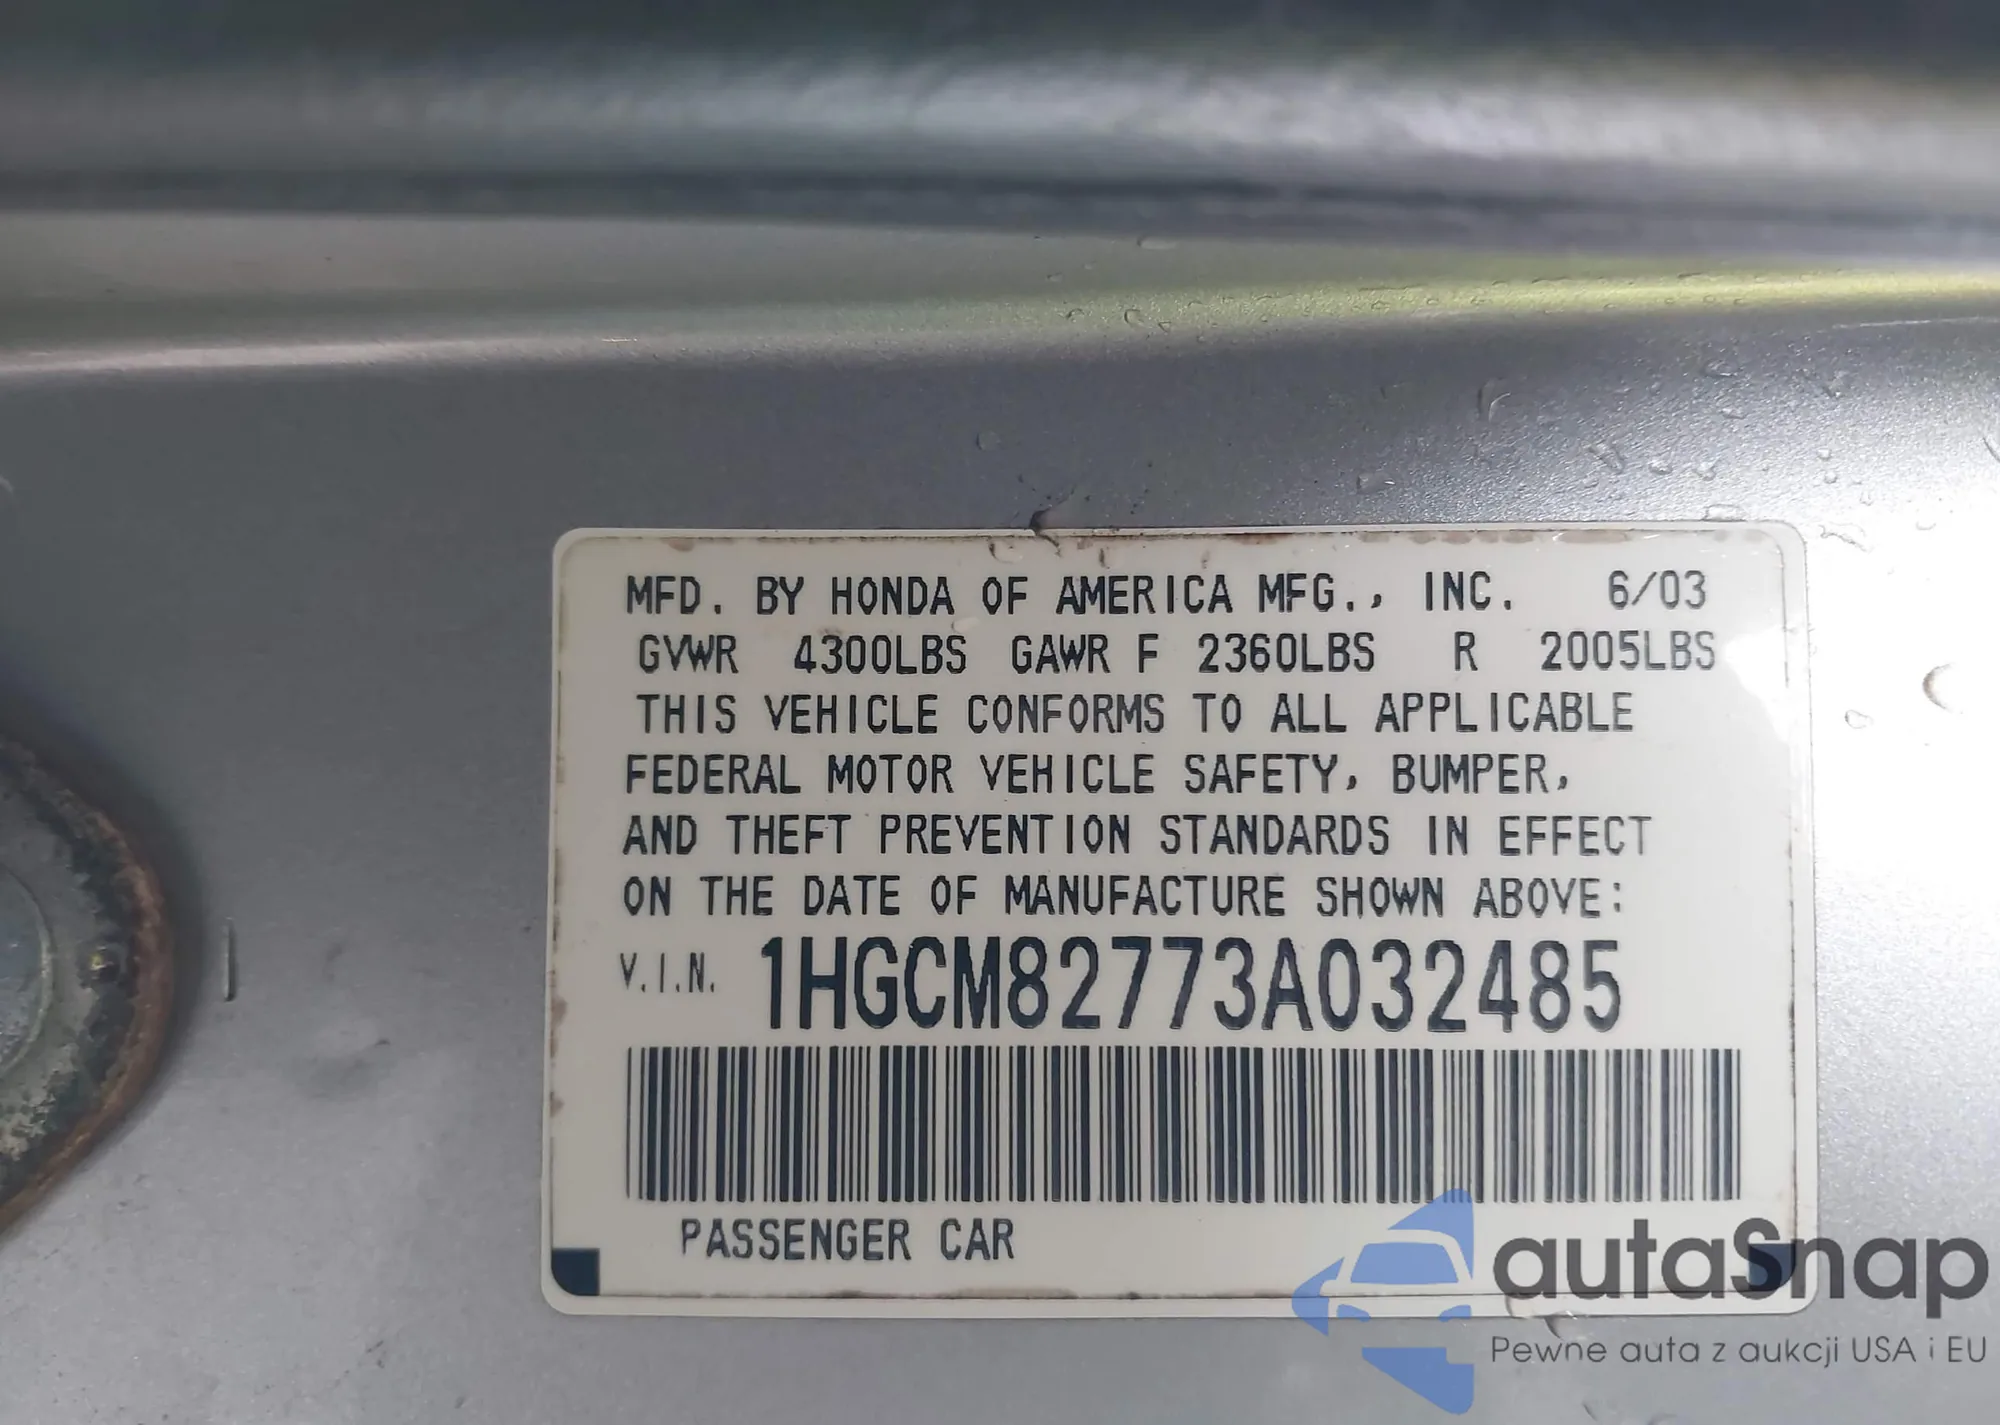 MFD. BY HONDA OF AMERICA MFG., INC. 6/03
GVWR 4300LBS GAWR F 2360LBS R 2005LBS
THIS VEHICLE CONFORMS TO ALL APPLICABLE
FEDERAL MOTOR VEHICLE SAFETY, BUMPER,
AND THEFT PREVENTION STANDARDS IN EFFECT
ON THE DATE OF MANUFACTURE SHOWN ABOVE:
V.I.N. 1HGCM82773A032485
PASSENGER CAR
autaSnap
Pewne auta z aukcji USA i EU